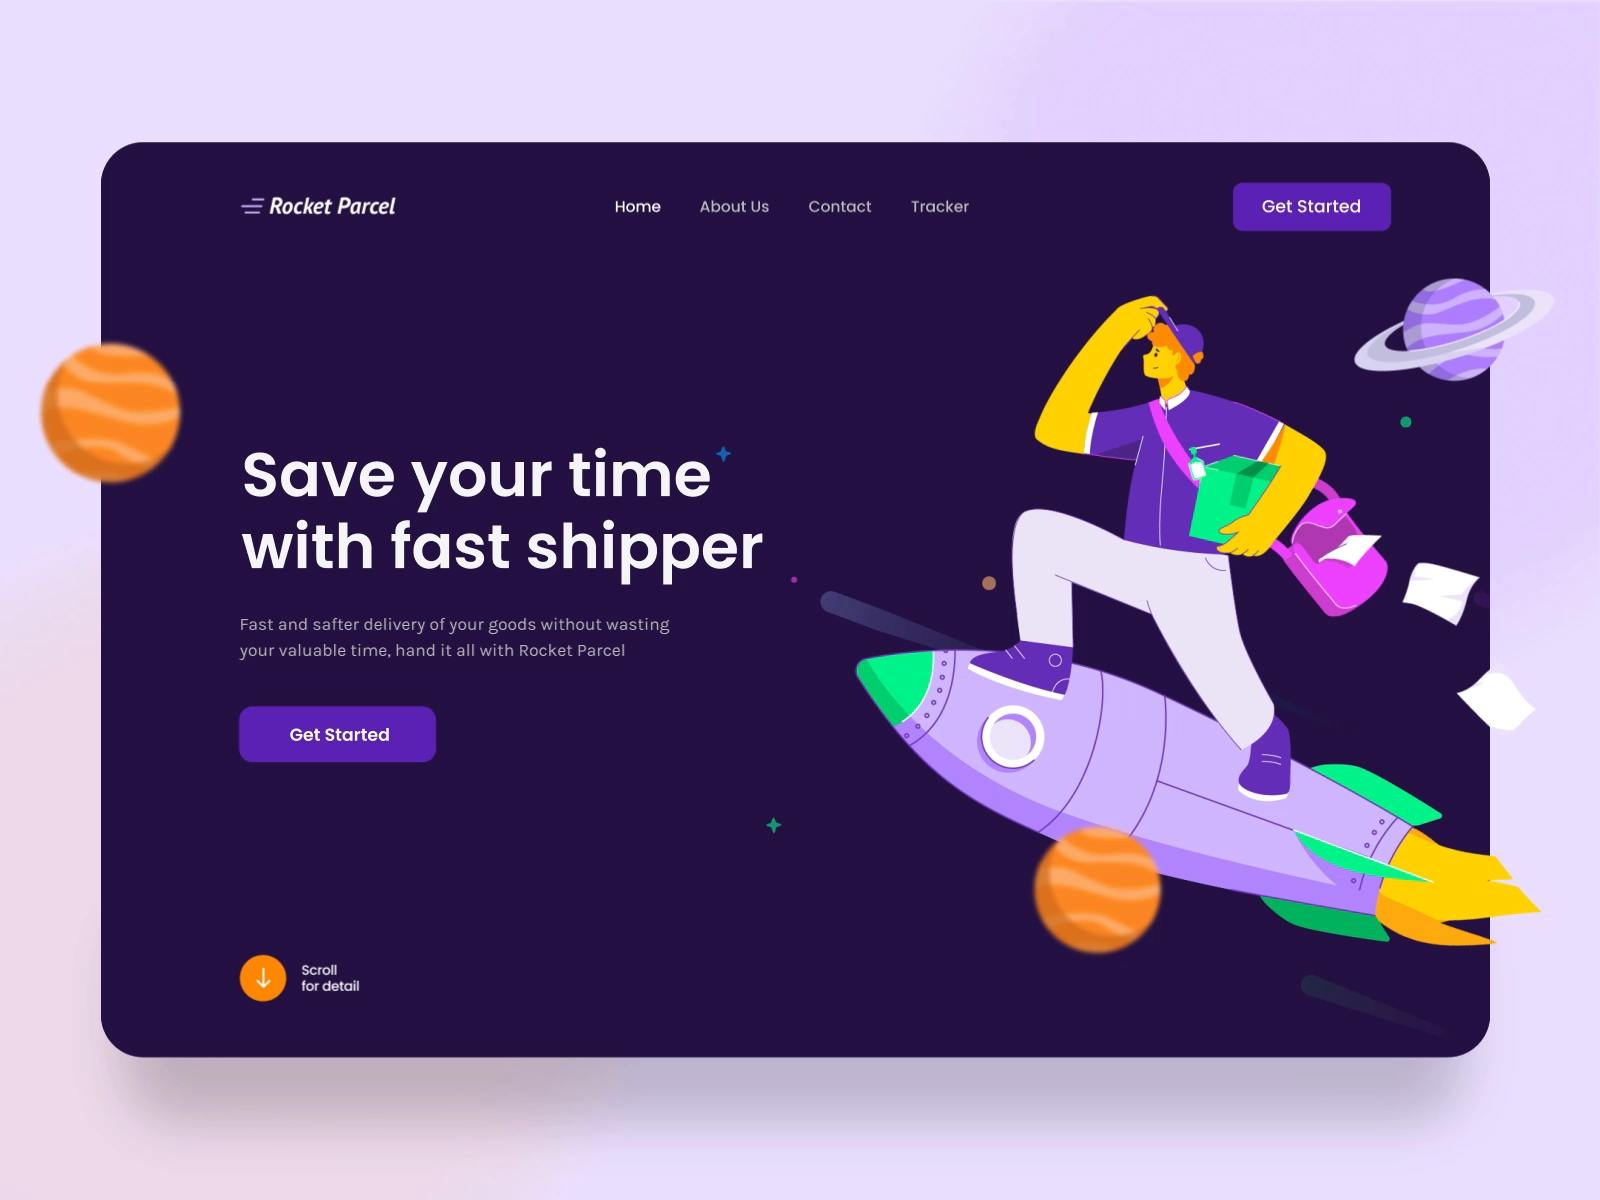 Rocket Parcel
Home About Us Contact Tracker
Get Started
Save your time
with fast shipper
Fast and safter delivery of your goods without wasting
your valuable time, hand it all with Rocket Parcel
Get Started
Scroll
for detail